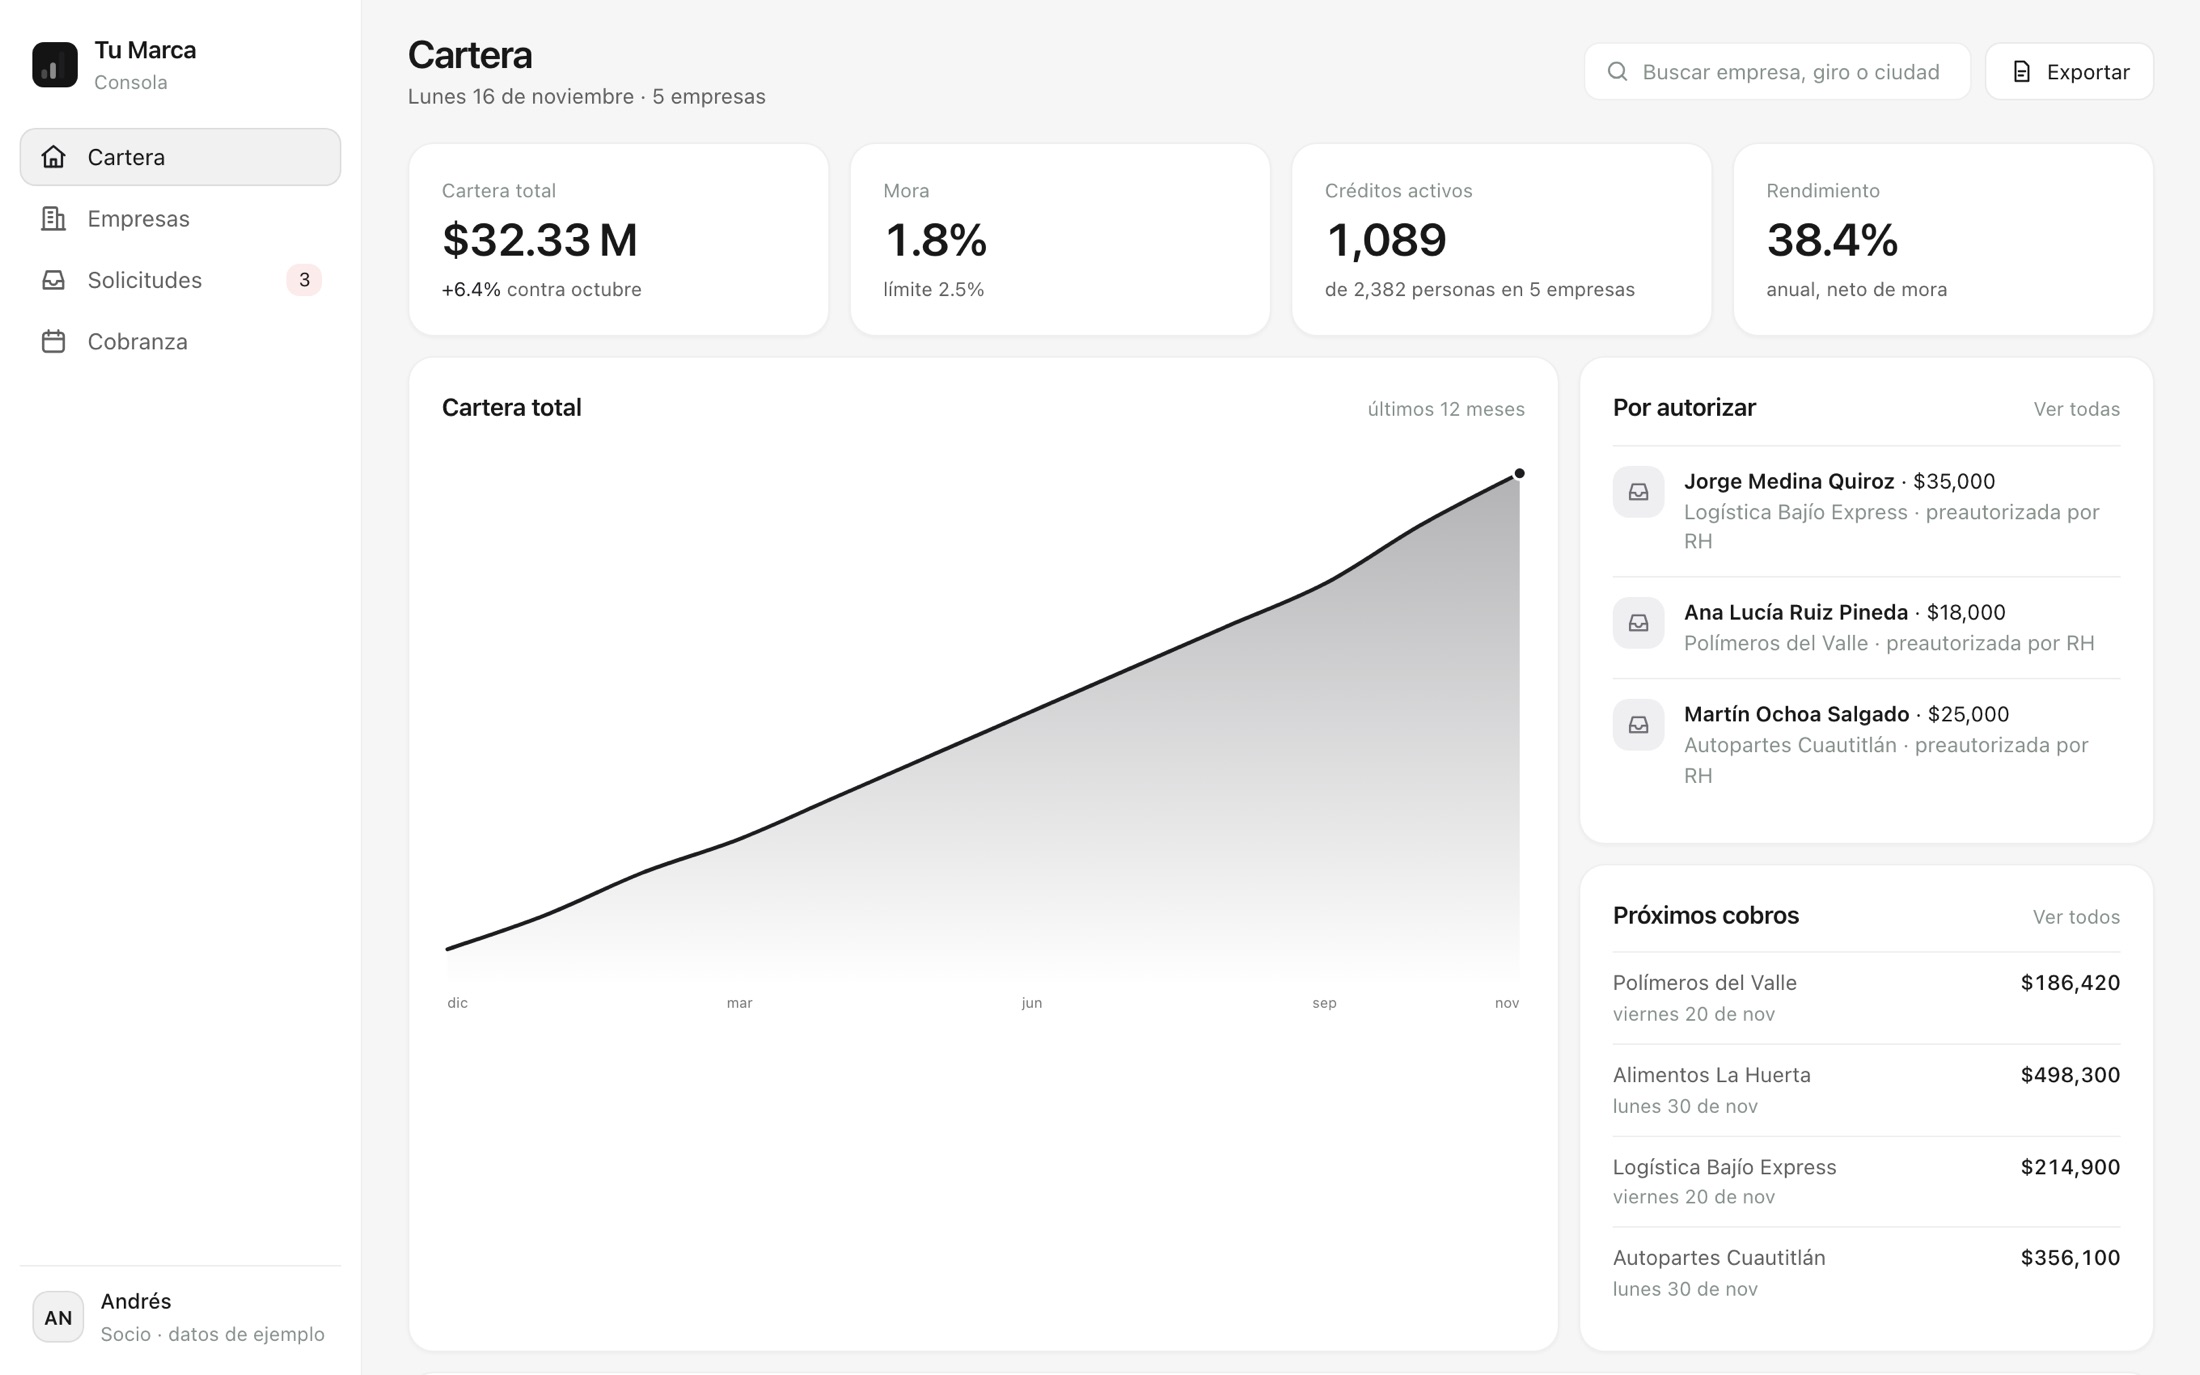 Tu Marca
Consola
Cartera
Empresas
Solicitudes
3
Cobranza
AN
Andrés
Socio · datos de ejemplo
Cartera
Lunes 16 de noviembre · 5 empresas
Buscar empresa, giro o ciudad
Exportar
Cartera total
$32.33 M
+6.4% contra octubre
Mora
1.8%
límite 2.5%
Créditos activos
1,089
de 2,382 personas en 5 empresas
Rendimiento
38.4%
anual, neto de mora
Cartera total
últimos 12 meses
dic
mar
jun
sep
nov
Por autorizar
Ver todas
Jorge Medina Quiroz · $35,000
Logística Bajío Express · preautorizada por
RH
Ana Lucía Ruiz Pineda · $18,000
Polímeros del Valle · preautorizada por RH
Martín Ochoa Salgado · $25,000
Autopartes Cuautitlán · preautorizada por
RH
Próximos cobros
Ver todos
Polímeros del Valle
$186,420
viernes 20 de nov
Alimentos La Huerta
$498,300
lunes 30 de nov
Logística Bajío Express
$214,900
viernes 20 de nov
Autopartes Cuautitlán
$356,100
lunes 30 de nov